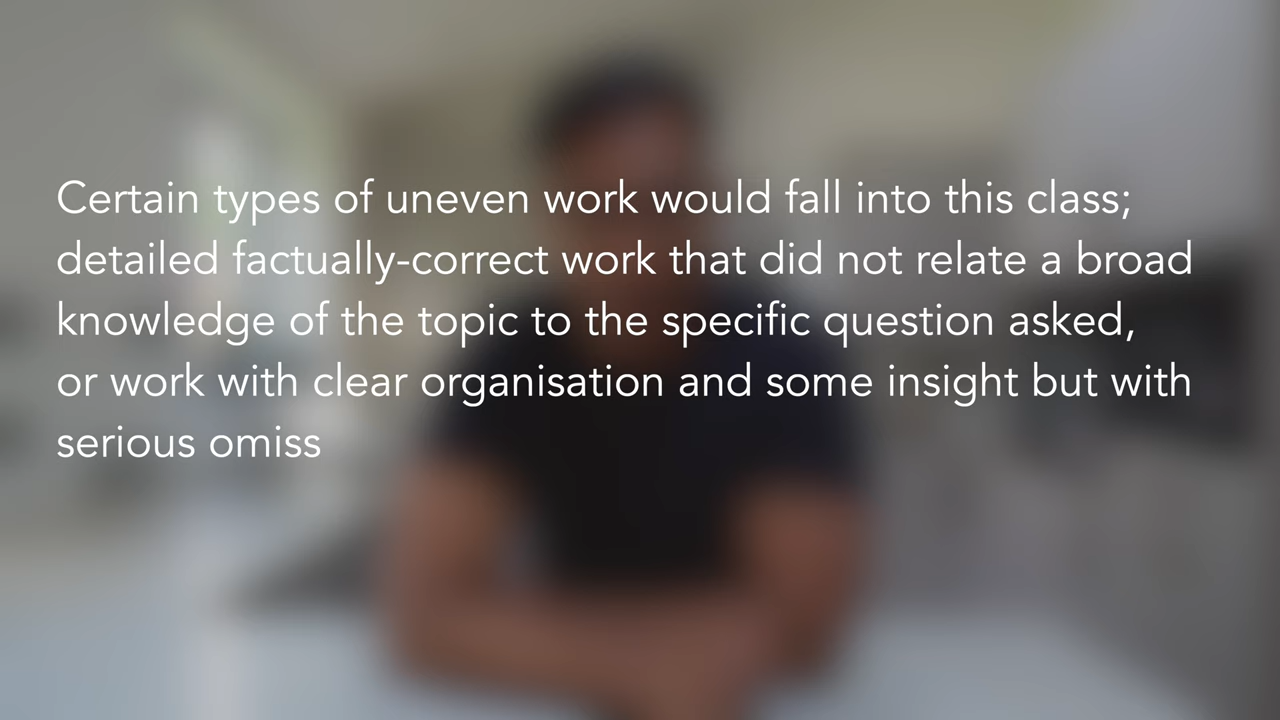 Certain types of uneven work would fall into this class;
detailed factually-correct work that did not relate a broad
knowledge of the topic to the specific question asked,
or work with clear organisation and some insight but with
serious omiss